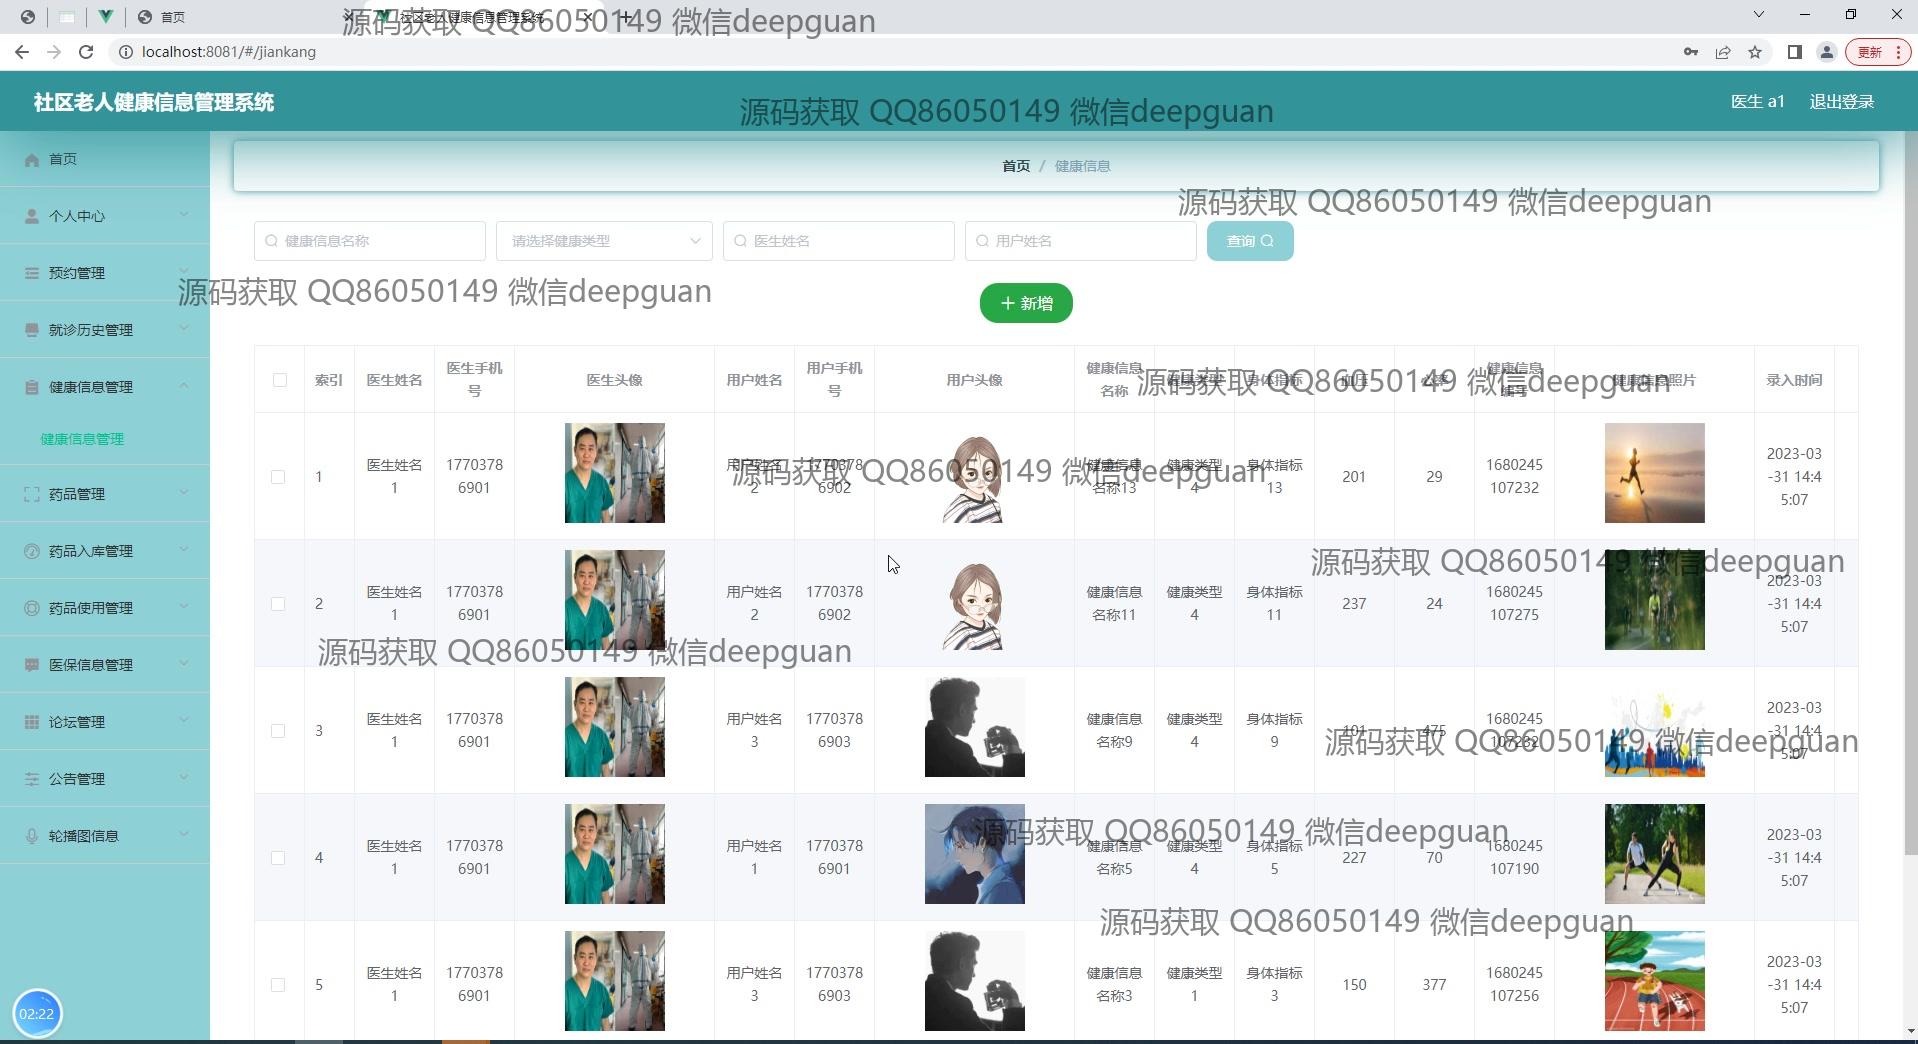 首页
社区老人健康信息管理系统
源码获取 QQ86050149 微信deepguan
localhost:8081/#/jiankang
更新
社区老人健康信息管理系统
源码获取 QQ86050149 微信deepguan
医生 a1 退出登录
首页
个人中心
预约管理
就诊历史管理
健康信息管理
健康信息管理
药品管理
药品入库管理
药品使用管理
医保信息管理
论坛管理
公告管理
轮播图信息
02:22
首页 / 健康信息
源码获取 QQ86050149 微信deepguan
健康信息名称 请选择健康类型 医生姓名 用户姓名 查询
源码获取 QQ86050149 微信deepguan
+ 新增
索引 医生姓名 医生手机号 医生头像 用户姓名 用户手机号 用户头像 健康信息名称 健康类型 身体指标 血压 健康信息编号 健康信息照片 录入时间
源码获取 QQ86050149 微信deepguan
1 医生姓名1 17703786901 用户姓名2 17703786902 健康信息名称13 健康类型4 身体指标13 201 29 1680245107232 2023-03-31 14:45:07
源码获取 QQ86050149 微信deepguan
2 医生姓名1 17703786901 用户姓名2 17703786902 健康信息名称11 健康类型4 身体指标11 237 24 1680245107275 2023-03-31 14:45:07
源码获取 QQ86050149 微信deepguan
源码获取 QQ86050149 微信deepguan
3 医生姓名1 17703786901 用户姓名3 17703786903 健康信息名称9 健康类型4 身体指标9 101 475 1680245107232 2023-03-31 14:45:07
源码获取 QQ86050149 微信deepguan
4 医生姓名1 17703786901 用户姓名1 17703786901 健康信息名称5 健康类型4 身体指标5 227 70 1680245107190 2023-03-31 14:45:07
源码获取 QQ86050149 微信deepguan
源码获取 QQ86050149 微信deepguan
5 医生姓名1 17703786901 用户姓名3 17703786903 健康信息名称3 健康类型1 身体指标3 150 377 1680245107256 2023-03-31 14:45:07